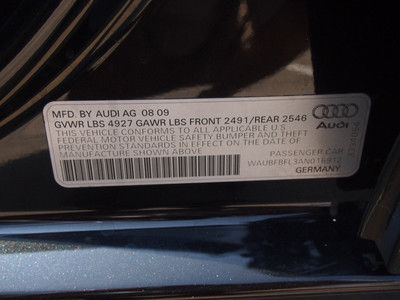 MFD. BY AUDI AG 08 09
GVWR LBS 4927 GAWR LBS FRONT 2491/REAR 2546
THIS VEHICLE CONFORMS TO ALL APPLICABLE U S
FEDERAL MOTOR VEHICLE SAFETY BUMPER AND THEFT
PREVENTION STANDARDS IN EFFECT ON THE DATE OF
MANUFACTURE SHOWN ABOVE
Audi
PASSENGER CAR
GERMANY